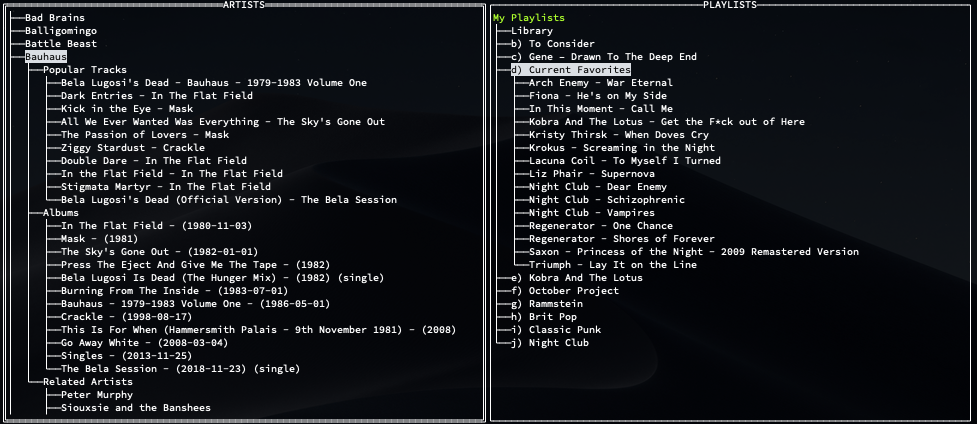 ARTISTS
Bad Brains
Balligomingo
Battle Beast
Bauhaus
Popular Tracks
Bela Lugosi's Dead - Bauhaus - 1979-1983 Volume One
Dark Entries - In The Flat Field
Kick in the Eye - Mask
All We Ever Wanted Was Everything - The Sky's Gone Out
The Passion of Lovers - Mask
Ziggy Stardust - Crackle
Double Dare - In The Flat Field
In the Flat Field - In The Flat Field
Stigmata Martyr - In The Flat Field
Bela Lugosi's Dead (Official Version) - The Bela Session
Albums
In The Flat Field - (1980-11-03)
Mask - (1981)
The Sky's Gone Out - (1982-01-01)
Press The Eject And Give Me The Tape - (1982)
Bela Lugosi Is Dead (The Hunger Mix) - (1982) (single)
Burning From The Inside - (1983-07-01)
Bauhaus - 1979-1983 Volume One - (1986-05-01)
Crackle - (1998-08-17)
This Is For When (Hammersmith Palais - 9th November 1981) - (2008)
Go Away White - (2008-03-04)
Singles - (2013-11-25)
The Bela Session - (2018-11-23) (single)
Related Artists
Peter Murphy
Siouxsie and the Banshees
PLAYLISTS
My Playlists
Library
b) To Consider
c) Gene - Drawn To The Deep End
d) Current Favorites
Arch Enemy - War Eternal
Fiona - He's on My Side
In This Moment - Call Me
Kobra And The Lotus - Get the F*ck out of Here
Kristy Thirsk - When Doves Cry
Krokus - Screaming in the Night
Lacuna Coil - To Myself I Turned
Liz Phair - Supernova
Night Club - Dear Enemy
Night Club - Schizophrenic
Night Club - Vampires
Regenerator - One Chance
Regenerator - Shores of Forever
Saxon - Princess of the Night - 2009 Remastered Version
Triumph - Lay It on the Line
e) Kobra And The Lotus
f) October Project
g) Rammstein
h) Brit Pop
i) Classic Punk
j) Night Club